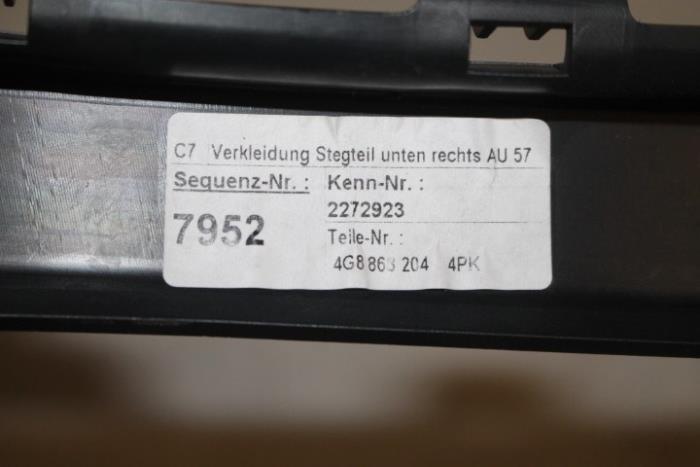 C7 Verkleidung Stegteil unten rechts AU 57
Sequenz-Nr. : Kenn-Nr. :
2272923
7952
Teile-Nr. :
4G8 863 204 4PK